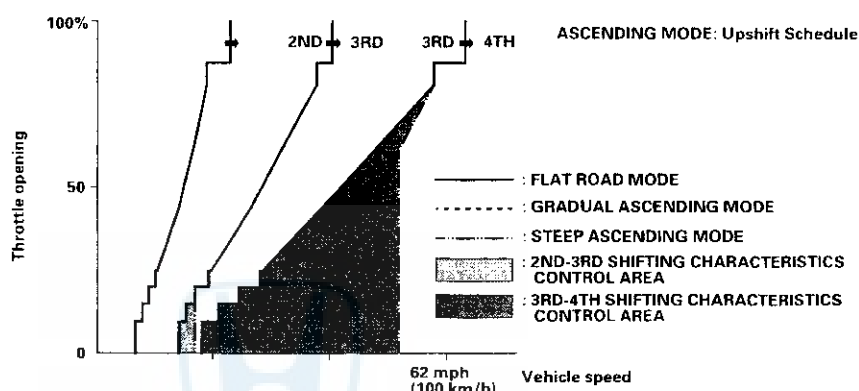 100%
2ND
3RD
3RD
4TH
ASCENDING MODE: Upshift Schedule
Throttle opening
50
: FLAT ROAD MODE
: GRADUAL ASCENDING MODE
: STEEP ASCENDING MODE
: 2ND-3RD SHIFTING CHARACTERISTICS
CONTROL AREA
: 3RD-4TH SHIFTING CHARACTERISTICS
CONTROL AREA
0
62 mph
(100 km/h)
Vehicle speed